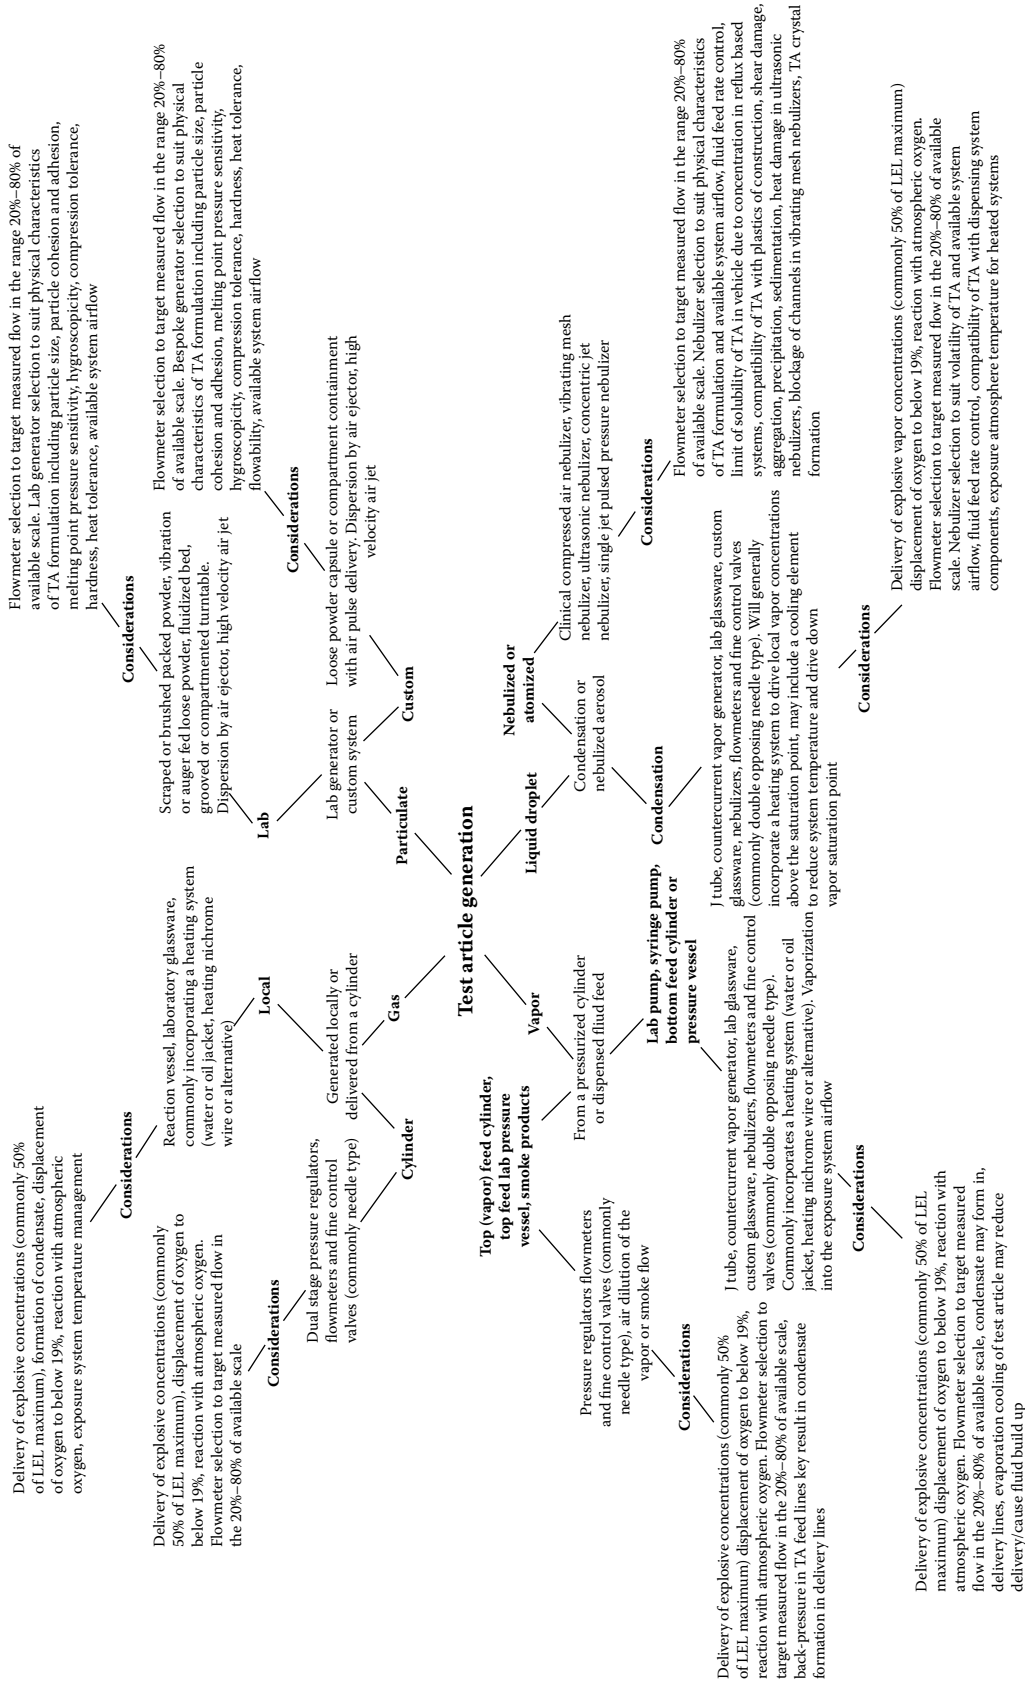 Delivery of explosive concentrations (commonly 50%
of LEL maximum), formation of condensate, displacement
of oxygen to below 19%, reaction with atmospheric
oxygen, exposure system temperature management
Considerations
Reaction vessel, laboratory glassware,
commonly incorporating a heating system
(water or oil jacket, heating nichrome
wire or alternative)
Local
Delivery of explosive concentrations (commonly
50% of LEL maximum), displacement of oxygen to
below 19%, reaction with atmospheric oxygen.
Flowmeter selection to target measured flow in
the 20%–80% of available scale
Considerations
Dual stage pressure regulators,
flowmeters and fine control
valves (commonly needle type)
Cylinder
Generated locally or
delivered from a cylinder
Gas
Flowmeter selection to target measured flow in the range 20%–80% of
available scale. Lab generator selection to suit physical characteristics
of TA formulation including particle size, particle cohesion and adhesion,
melting point pressure sensitivity, hygroscopicity, compression tolerance,
hardness, heat tolerance, available system airflow
Considerations
Scraped or brushed packed powder, vibration
or auger fed loose powder, fluidized bed,
grooved or compartmented turntable.
Dispersion by air ejector, high velocity air jet
Lab
Flowmeter selection to target measured flow in the range 20%–80%
of available scale. Bespoke generator selection to suit physical
characteristics of TA formulation including particle size, particle
cohesion and adhesion, melting point pressure sensitivity,
hygroscopicity, compression tolerance, hardness, heat tolerance,
flowability, available system airflow
Considerations
Loose powder capsule or compartment containment
with air pulse delivery. Dispersion by air ejector, high
velocity air jet
Custom
Lab generator or
custom system
Particulate
Test article generation
Vapor
From a pressurized cylinder
or dispensed fliud feed
Top (vapor) feed cylinder,
top feed lab pressure
vessel, smoke products
Pressure regulators flowmeters
and fine control valves (commonly
needle type), air dilution of the
vapor or smoke flow
Considerations
Delivery of explosive concentrations (commonly 50%
of LEL maximum) displacement of oxygen to below 19%,
reaction with atmospheric oxygen. Flowmeter selection to
target measured flow in the 20%–80% of available scale,
back-pressure in TA feed lines key result in condensate
formation in delivery lines
Lab pump, syringe pump,
bottom feed cylinder or
pressure vessel
J tube, countercurrent vapor generator, lab glassware,
custom glassware, nebulizers, flowmeters and fine control
valves (commonly double opposing needle type).
Commonly incorporates a heating system (water or oil
jacket, heating nichrome wire or alternative). Vaporization
into the exposure system airflow
Considerations
Delivery of explosive concentrations (commonly 50% of LEL
maximum) displacement of oxygen to below 19%, reaction with
atmospheric oxygen. Flowmeter selection to target measured
flow in the 20%–80% of available scale, condensate may form in,
delivery lines, evaporation cooling of test article may reduce
delivery/cause fluid build up
Liquid droplet
Condensation or
nebulized aerosol
Nebulized or
atomized
Clinical compressed air nebulizer, vibrating mesh
nebulizer, ultrasonic nebulizer, concentric jet
nebulizer, single jet pulsed pressure nebulizer
Considerations
Flowmeter selection to target measured flow in the range 20%–80%
of available scale. Nebulizer selection to suit physical characteristics
of TA formulation and available system airflow, fluid feed rate control,
limit of solubility of TA in vehicle due to concentration in reflux based
systems, compatibility of TA with plastics of construction, shear damage,
aggregation, precipitation, sedimentation, heat damage in ultrasonic
nebulizers, blockage of channels in vibrating mesh nebulizers, TA crystal
formation
Condensation
J tube, countercurrent vapor generator, lab glassware, custom
glassware, nebulizers, flowmeters and fine control valves
(commonly double opposing needle type). Will generally
incorporate a heating system to drive local vapor concentrations
above the saturation point, may include a cooling element
to reduce system temperature and drive down
vapor saturation point
Considerations
Delivery of explosive vapor concentrations (commonly 50% of LEL maximum)
displacement of oxygen to below 19%, reaction with atmospheric oxygen.
Flowmeter selection to target measured flow in the 20%–80% of available
scale. Nebulizer selection to suit volatility of TA and available system
airflow, fluid feed rate control, compatibility of TA with dispensing system
components, exposure atmosphere temperature for heated systems